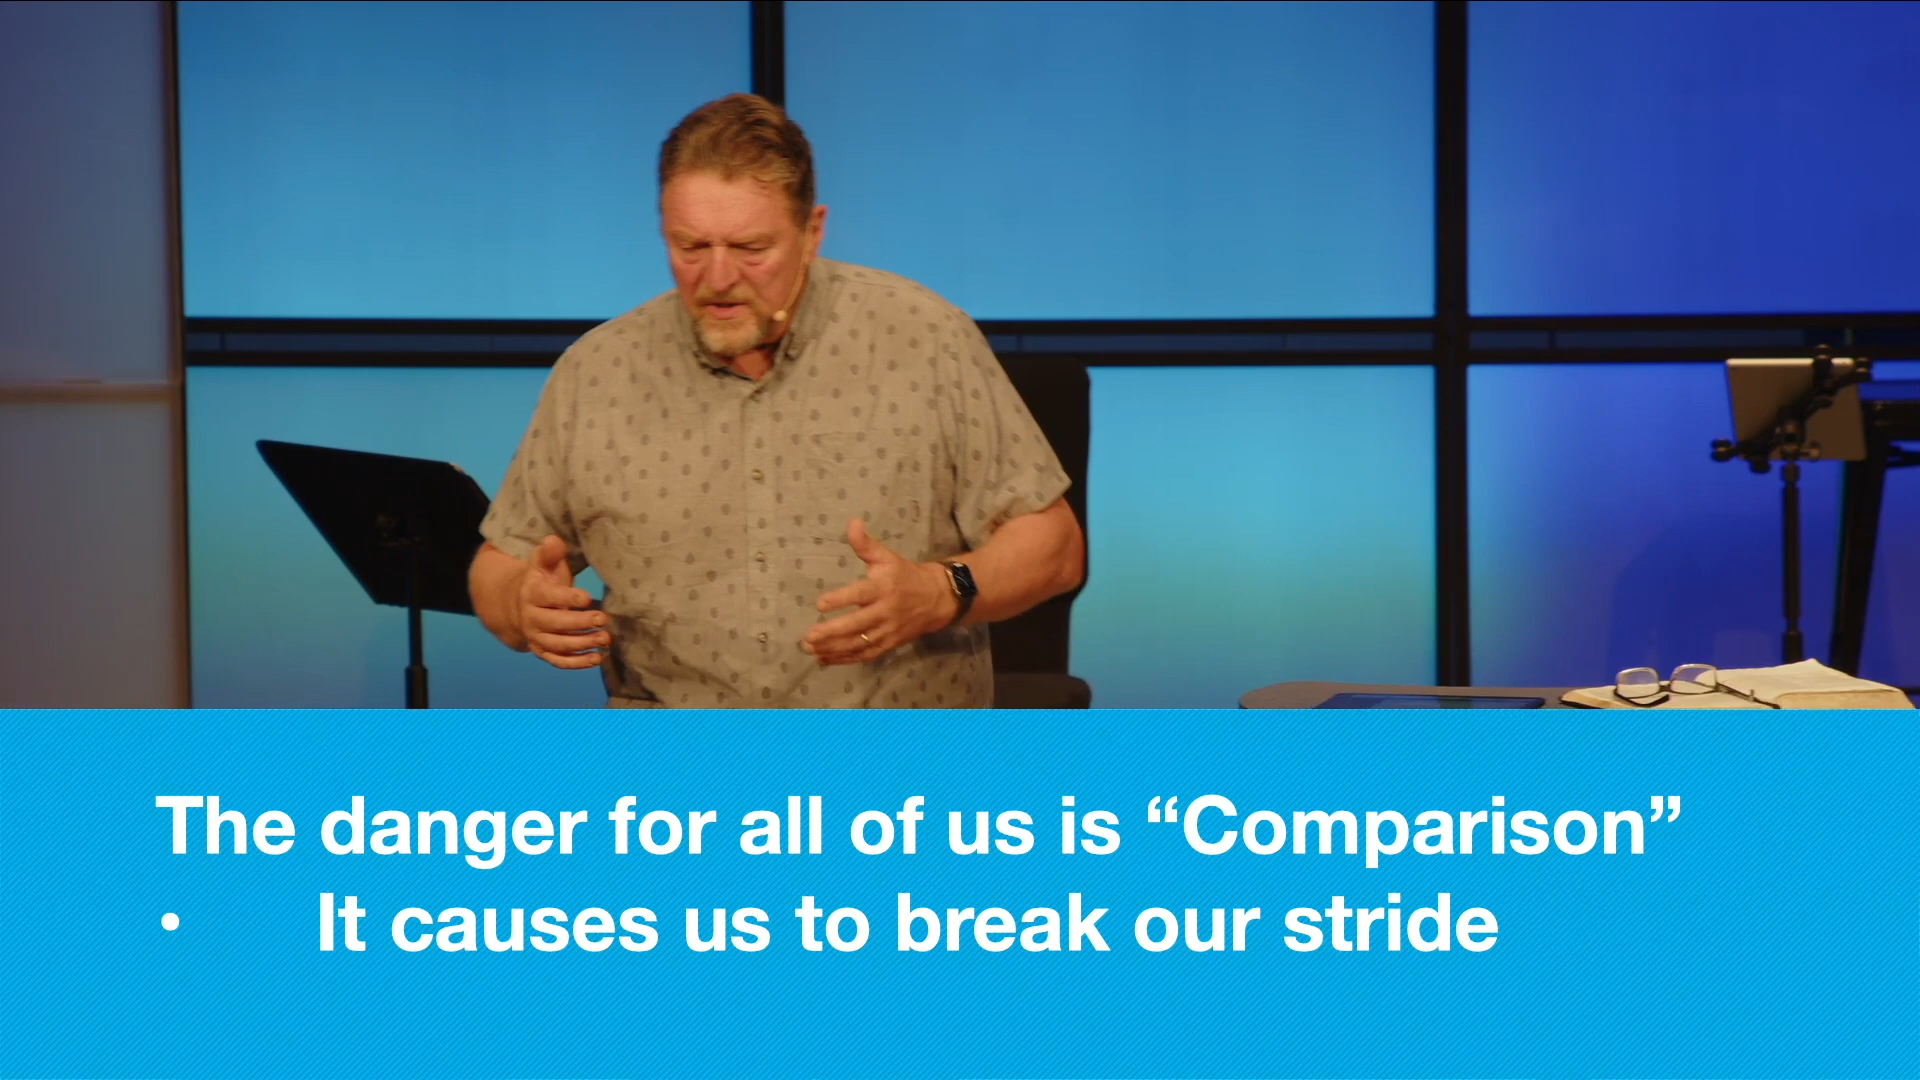 The danger for all of us is “Comparison”
• It causes us to break our stride